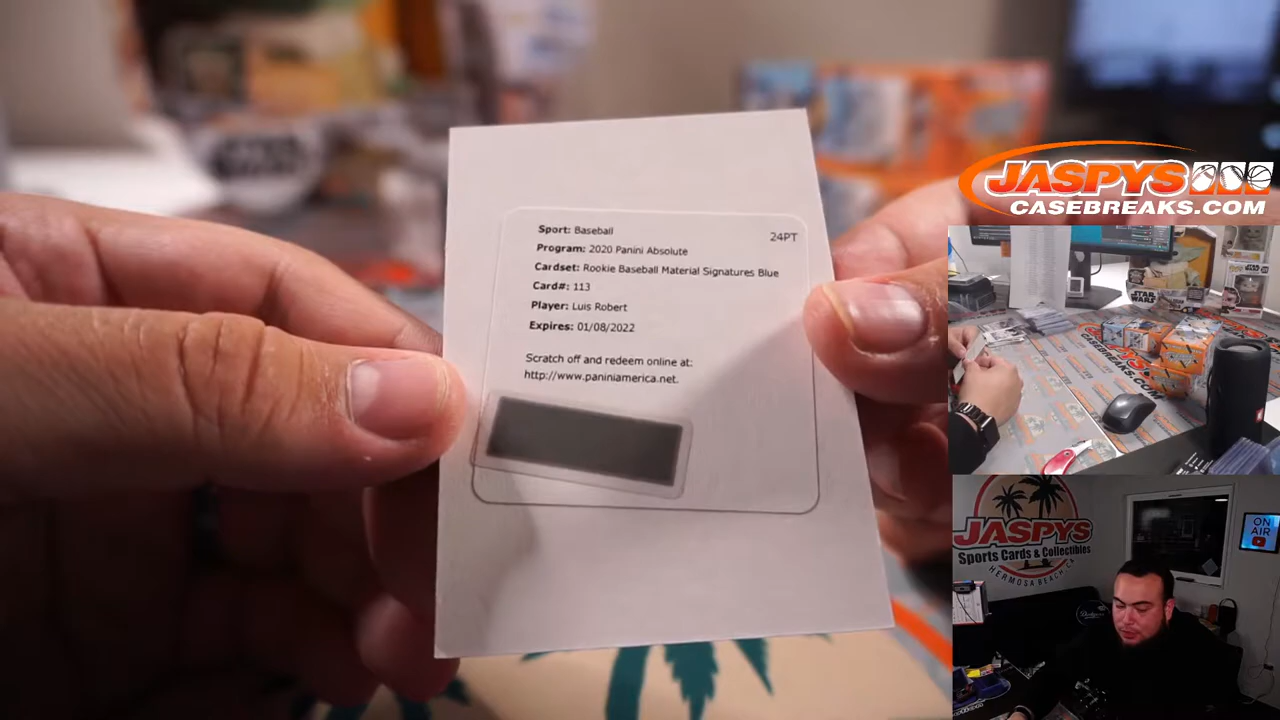 Sport: Baseball
24PT
Program: 2020 Panini Absolute
Cardset: Rookie Baseball Material Signatures Blue
Card#: 113
Player: Luis Robert
Expires: 01/08/2022
Scratch off and redeem online at:
http://www.paniniamerica.net.
JASPYS
CASEBREAKS.COM
STAR WARS
JASPYS
Sports Cards & Collectibles
HERMOSA BEACH CA
ON
AIR